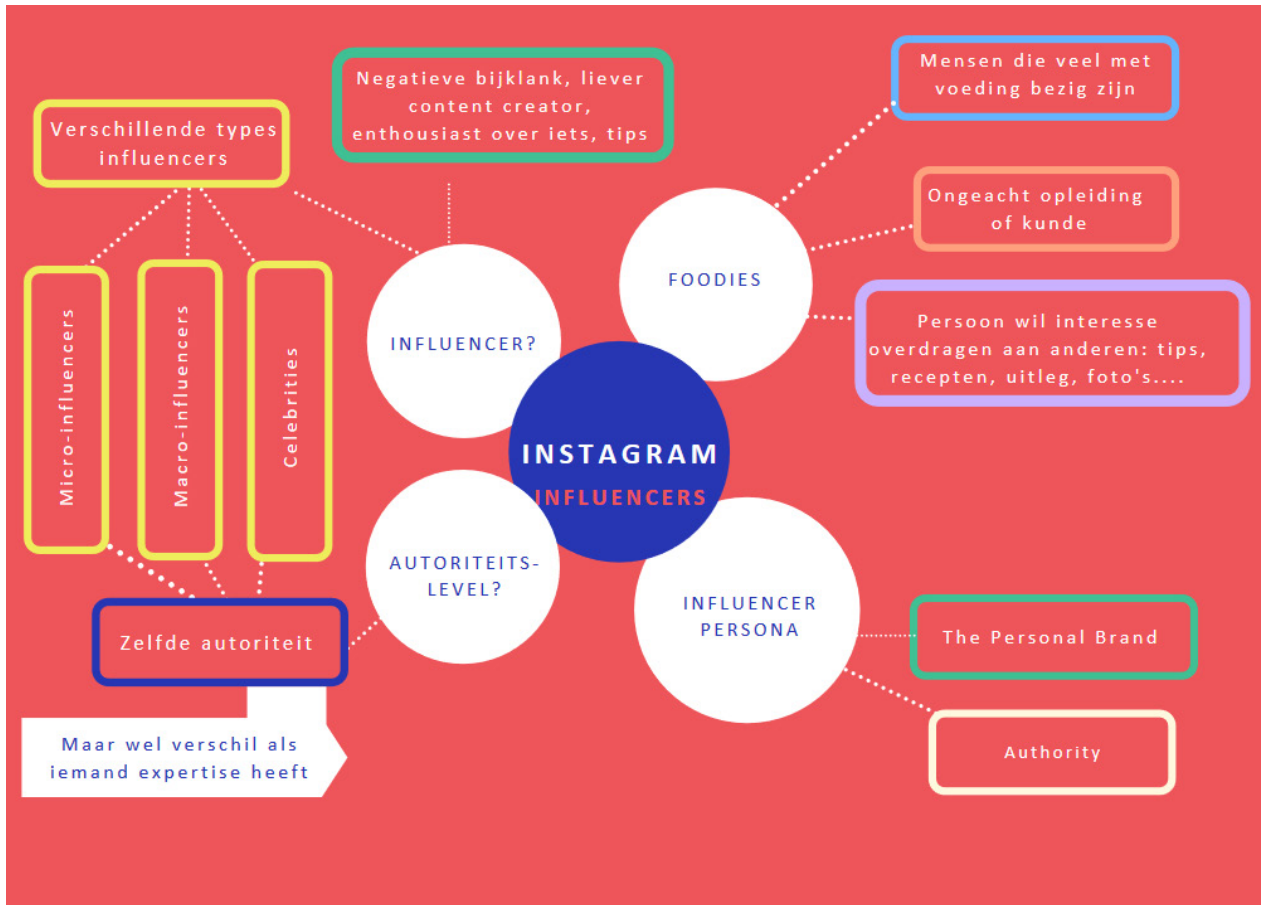 Verschillende types
influencers
Negatieve bijklank, liever
content creator,
enthousiast over iets, tips
Mensen die veel met
voeding bezig zijn
Ongeacht opleiding
of kunde
Persoon wil interesse
overdragen aan anderen: tips,
recepten, uitleg, foto's....
FOODIES
INFLUENCER?
Micro-influencers
Macro-influencers
Celebrities
INSTAGRAM
INFLUENCERS
AUTORITEITS-
LEVEL?
INFLUENCER
PERSONA
Zelfde autoriteit
Maar wel verschil als
iemand expertise heeft
The Personal Brand
Authority